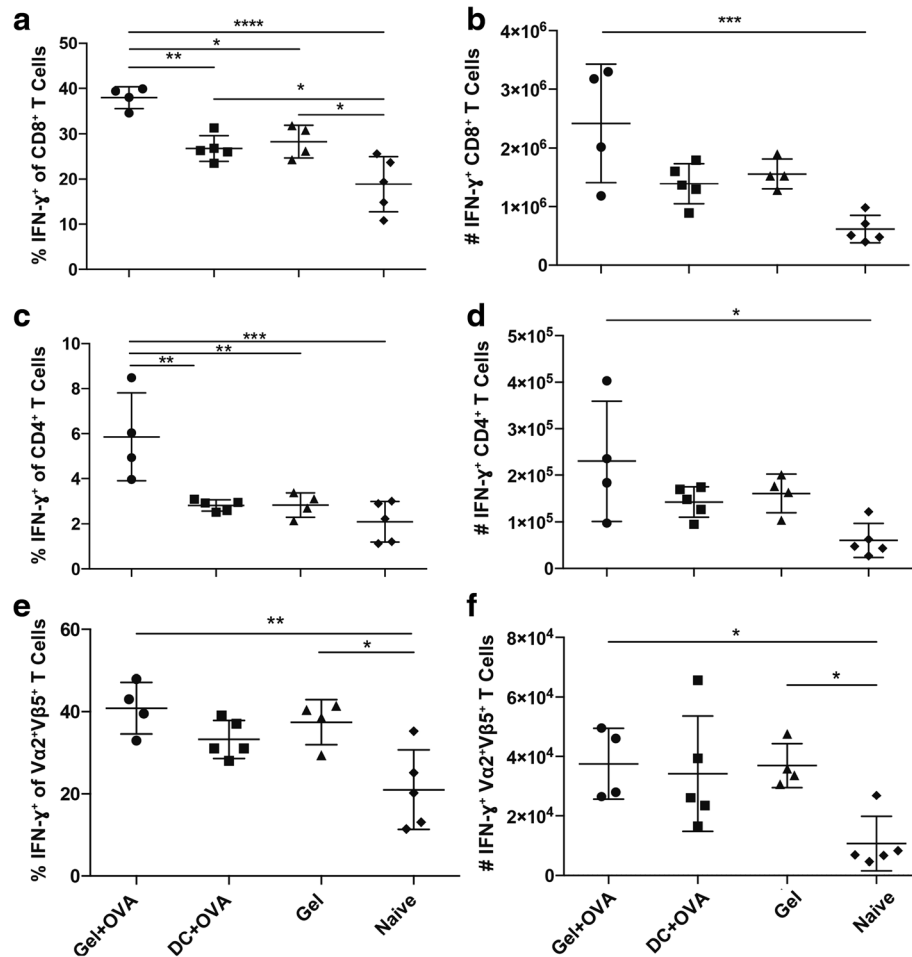 a
****
*
**
*
*
% IFN-ɣ⁺ of CD8⁺ T Cells
50
40
30
20
10
0
b
***
# IFN-ɣ⁺ CD8⁺ T Cells
4×10⁶
3×10⁶
2×10⁶
1×10⁶
0
c
***
**
**
% IFN-ɣ⁺ of CD4⁺ T Cells
10
8
6
4
2
0
d
*
# IFN-ɣ⁺ CD4⁺ T Cells
5×10⁵
4×10⁵
3×10⁵
2×10⁵
1×10⁵
0
e
**
*
% IFN-ɣ⁺ of Vα2⁺Vβ5⁺ T Cells
60
40
20
0
Gel+OVA
DC+OVA
Gel
Naive
f
*
*
# IFN-ɣ⁺ Vα2⁺Vβ5⁺ T Cells
8×10⁴
6×10⁴
4×10⁴
2×10⁴
0
Gel+OVA
DC+OVA
Gel
Naive